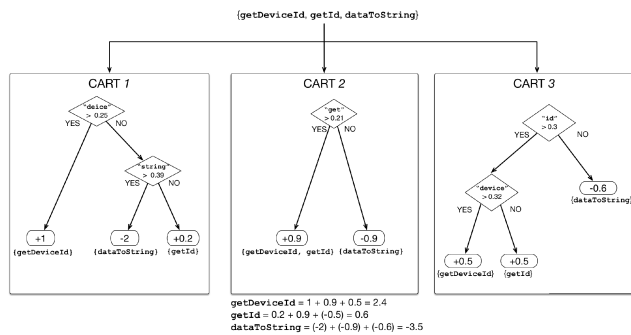 {getDeviceId, getId, dataToString}
CART 1
"deice"
> 0.25
YES
NO
"string"
> 0.39
YES
NO
+1
{getDeviceId}
-2
{dataToString}
+0.2
{getId}
CART 2
"get"
> 0.21
YES
NO
+0.9
{getDeviceId, getId}
-0.9
{dataToString}
CART 3
"id"
> 0.3
YES
NO
"device"
> 0.32
YES
NO
-0.6
{dataToString}
+0.5
{getDeviceId}
+0.5
{getId}
getDeviceId = 1 + 0.9 + 0.5 = 2.4
getId = 0.2 + 0.9 + (-0.5) = 0.6
dataToString = (-2) + (-0.9) + (-0.6) = -3.5